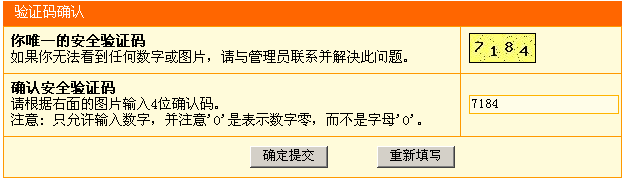 验证码确认
你唯一的安全验证码
如果你无法看到任何数字或图片，请与管理员联系并解决此问题。
7184
确认安全验证码
请根据右面的图片输入4位确认码。
注意: 只允许输入数字，并注意'0'是表示数字零，而不是字母'O'。
7184
确定提交
重新填写